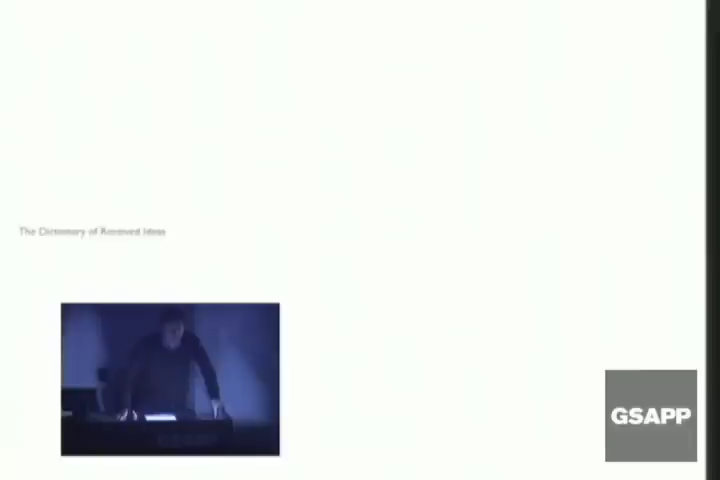 The Dictionary of Received Ideas
GSAPP